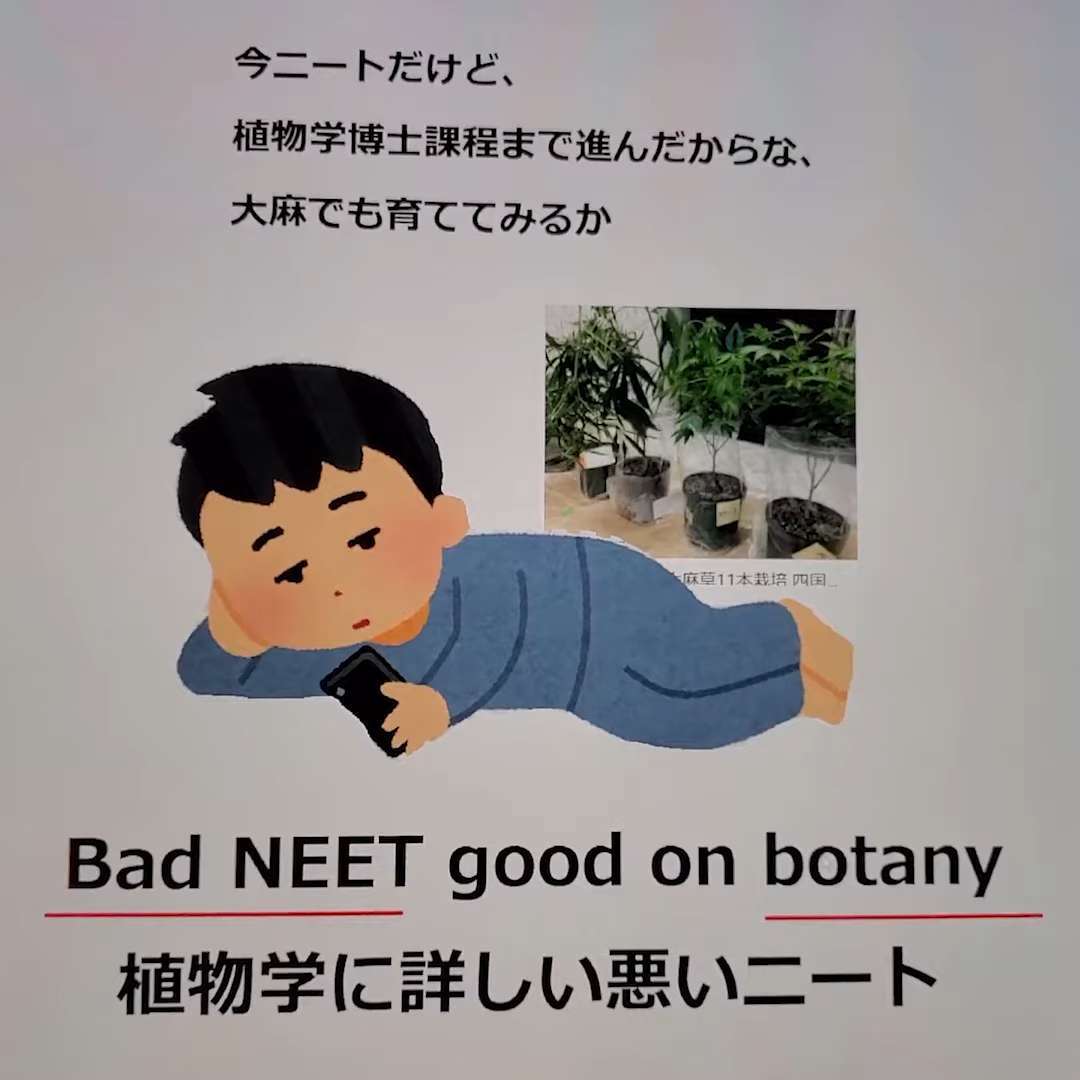 今ニートだけど、
植物学博士課程まで進んだからな、
大麻でも育ててみるか
麻草11本栽培 四国...
Bad NEET good on botany
植物学に詳しい悪いニート